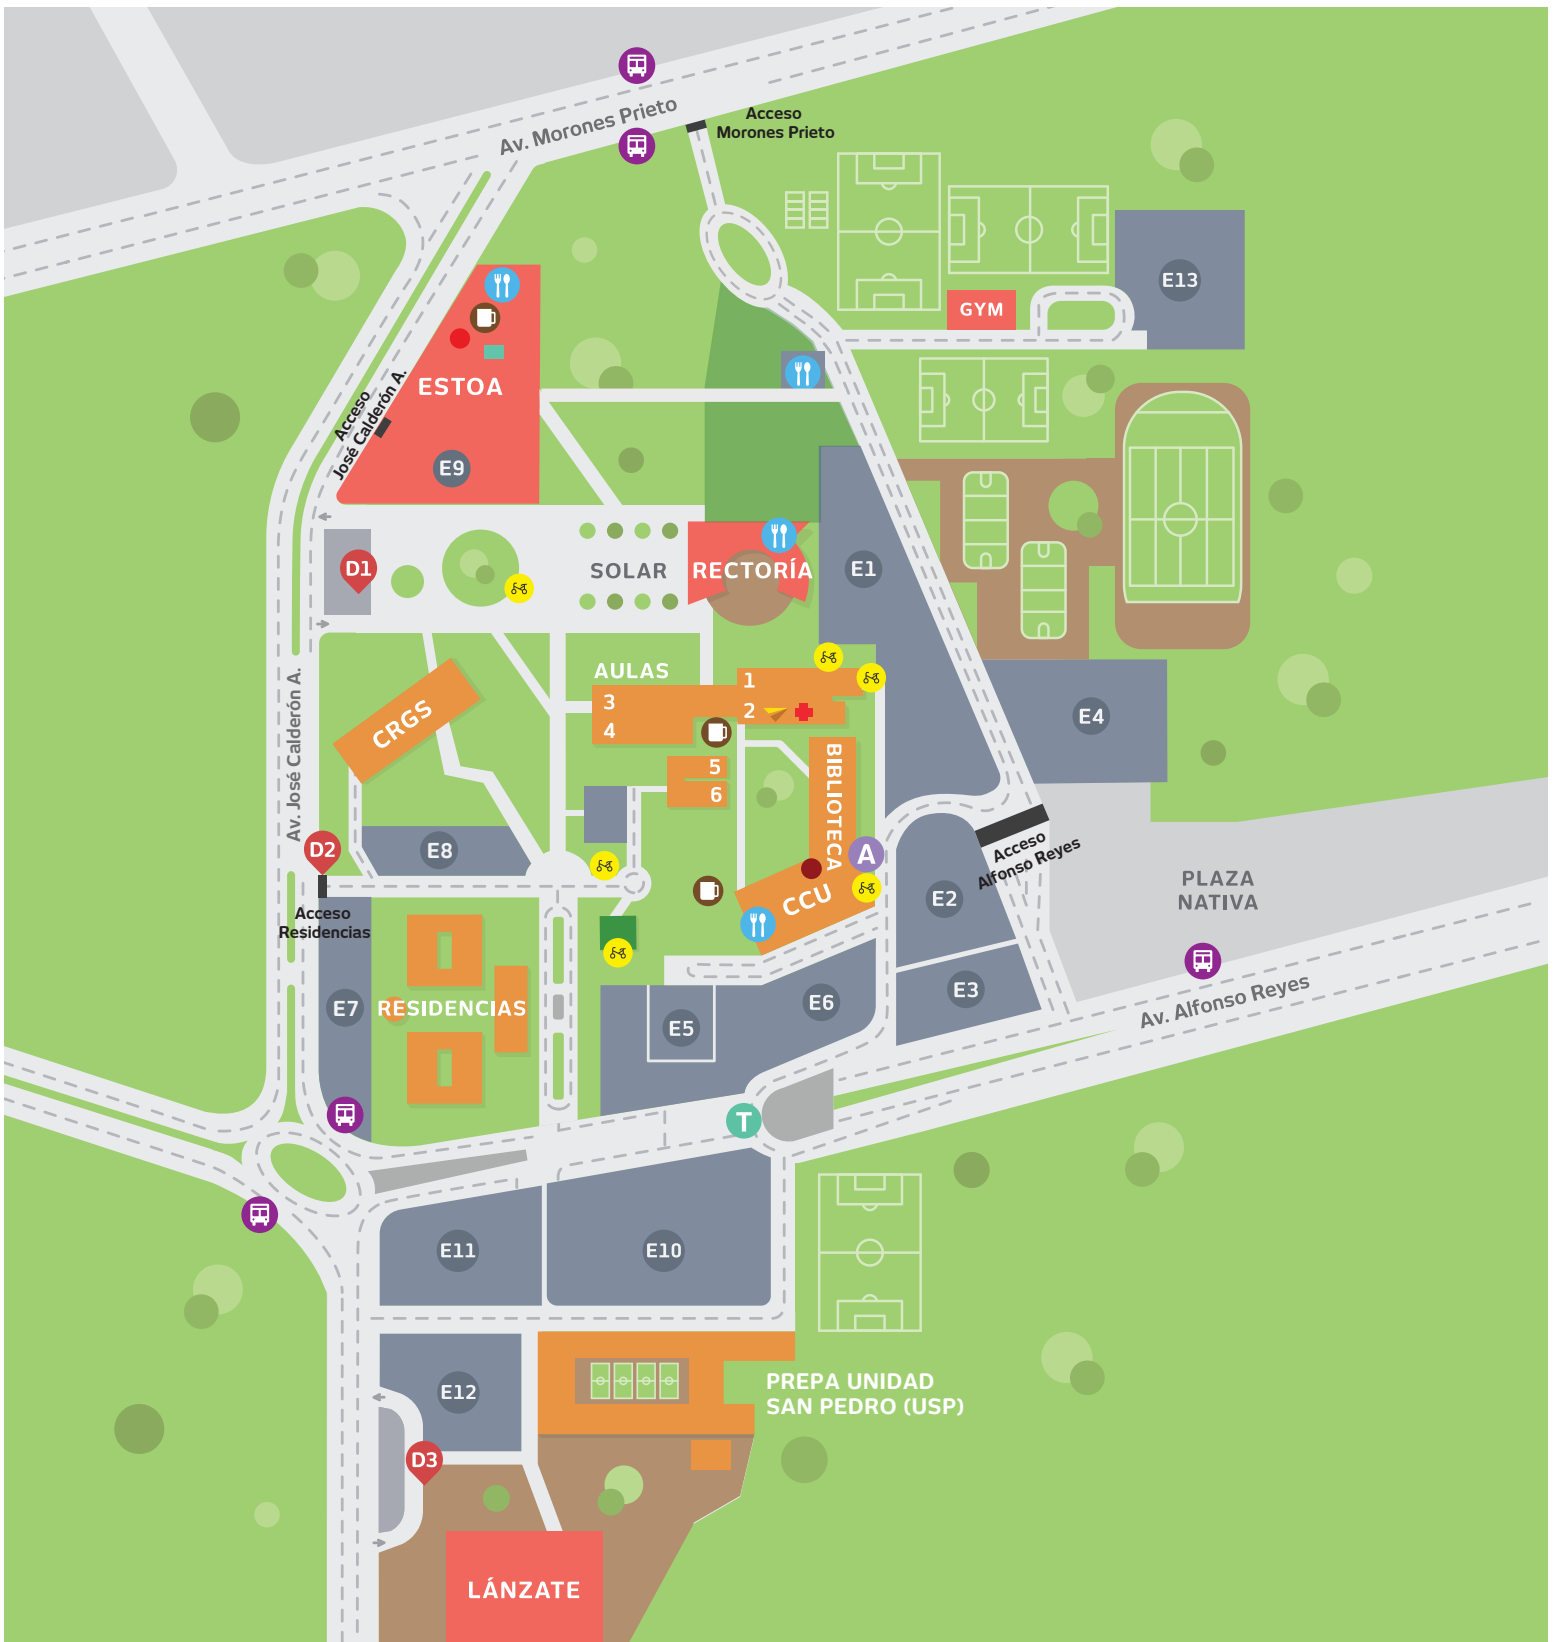 Av. Morones Prieto
Acceso
Morones Prieto
E13
GYM
ESTOA
Acceso
José Calderón A.
E9
D1
SOLAR
RECTORÍA
E1
AULAS
1
2
3
4
5
6
CRGS
E4
BIBLIOTECA
Av. José Calderón A.
D2
E8
A
CCU
Acceso
Alfonso Reyes
E2
PLAZA
NATIVA
Acceso
Residencias
E7
RESIDENCIAS
E5
E6
E3
Av. Alfonso Reyes
T
E11
E10
E12
PREPA UNIDAD
SAN PEDRO (USP)
D3
LÁNZATE